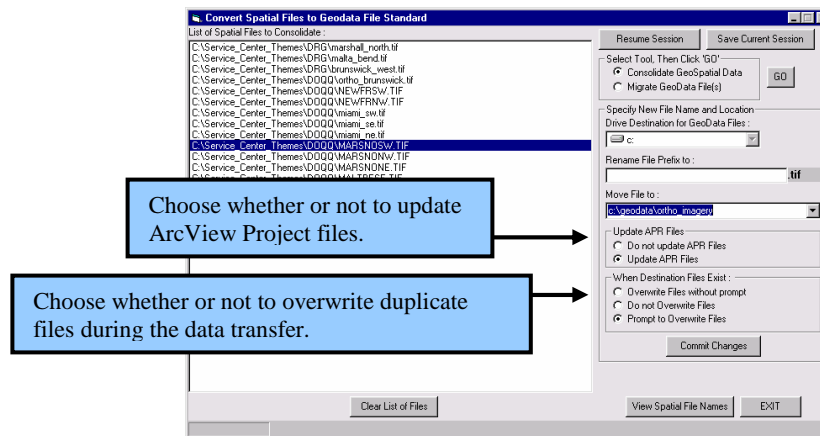 Convert Spatial Files to Geodata File Standard
List of Spatial Files to Consolidate :
C:\Service_Center_Themes\DRG\marshall_north.tif
C:\Service_Center_Themes\DRG\malta_bend.tif
C:\Service_Center_Themes\DRG\brunswick_west.tif
C:\Service_Center_Themes\DOQQ\ortho_brunswick.tif
C:\Service_Center_Themes\DOQQ\NEWFRSW.TIF
C:\Service_Center_Themes\DOQQ\NEWFRNW.TIF
C:\Service_Center_Themes\DOQQ\miami_sw.tif
C:\Service_Center_Themes\DOQQ\miami_se.tif
C:\Service_Center_Themes\DOQQ\miami_ne.tif
C:\Service_Center_Themes\DOQQ\MARSNOSW.TIF
C:\Service_Center_Themes\DOQQ\MARSNONW.TIF
C:\Service_Center_Themes\DOQQ\MARSNONE.TIF
C:\Service_Center_Themes\DOQQ\MALTBESE.TIF
Choose whether or not to update
ArcView Project files.
Choose whether or not to overwrite duplicate
files during the data transfer.
Clear List of Files
Resume Session
Save Current Session
Select Tool, Then Click 'GO'
Consolidate GeoSpatial Data
Migrate GeoData File(s)
GO
Specify New File Name and Location
Drive Destination for GeoData Files :
c:
Rename File Prefix to :
.tif
Move File to :
c:\geodata\ortho_imagery
Update APR Files
Do not update APR Files
Update APR Files
When Destination Files Exist :
Overwrite Files without prompt
Do not Overwrite Files
Prompt to Overwrite Files
Commit Changes
View Spatial File Names
EXIT